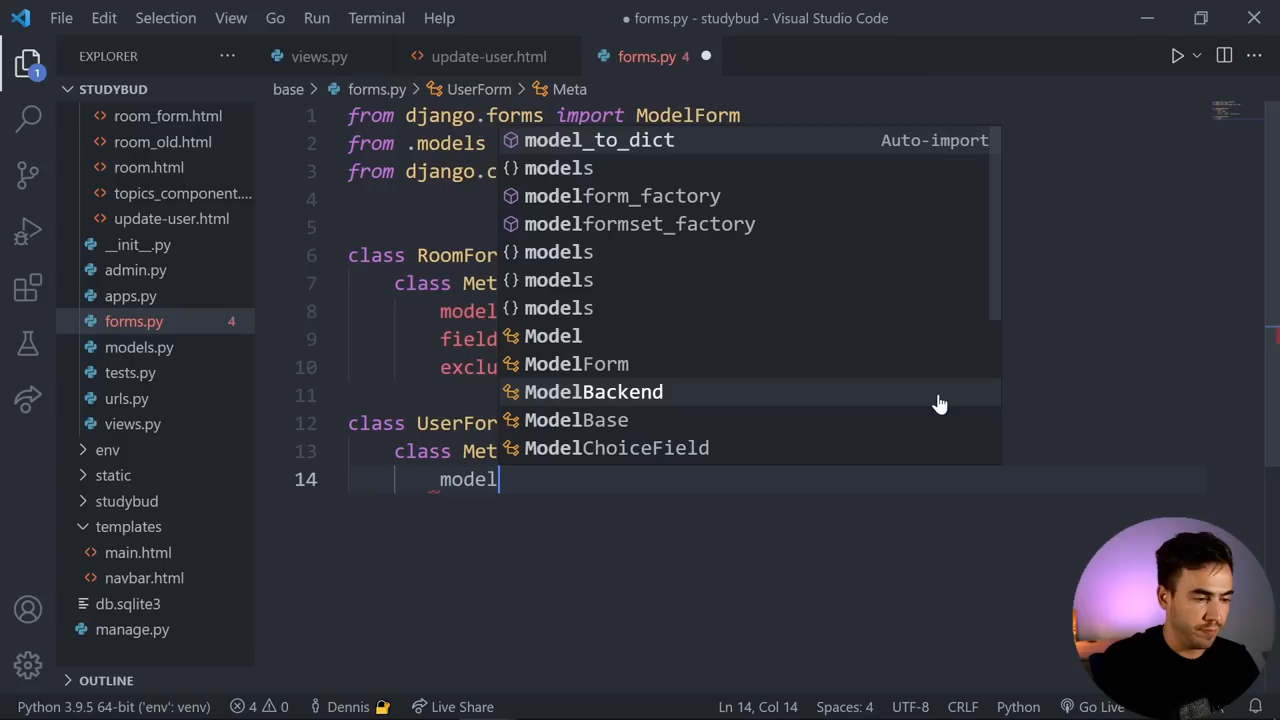 File Edit Selection View Go Run Terminal Help
● forms.py - studybud - Visual Studio Code
EXPLORER
views.py
update-user.html
forms.py 4
STUDYBUD
base > forms.py > UserForm > Meta
room_form.html
room_old.html
room.html
topics_component....
update-user.html
__init__.py
admin.py
apps.py
forms.py 4
models.py
tests.py
urls.py
views.py
env
static
studybud
templates
main.html
navbar.html
db.sqlite3
manage.py
OUTLINE
1
1 from django.forms import ModelForm
2 from .models
3 from django.c
4
5
6 class RoomFor
7 class Met
8 model
9 field
10 exclu
11
12 class UserFor
13 class Met
14 model
model_to_dict Auto-import
models
modelform_factory
modelformset_factory
models
models
models
Model
ModelForm
ModelBackend
ModelBase
ModelChoiceField
Python 3.9.5 64-bit ('env': venv) 4 0 Dennis Live Share Ln 14, Col 14 Spaces: 4 UTF-8 CRLF Python Go Live